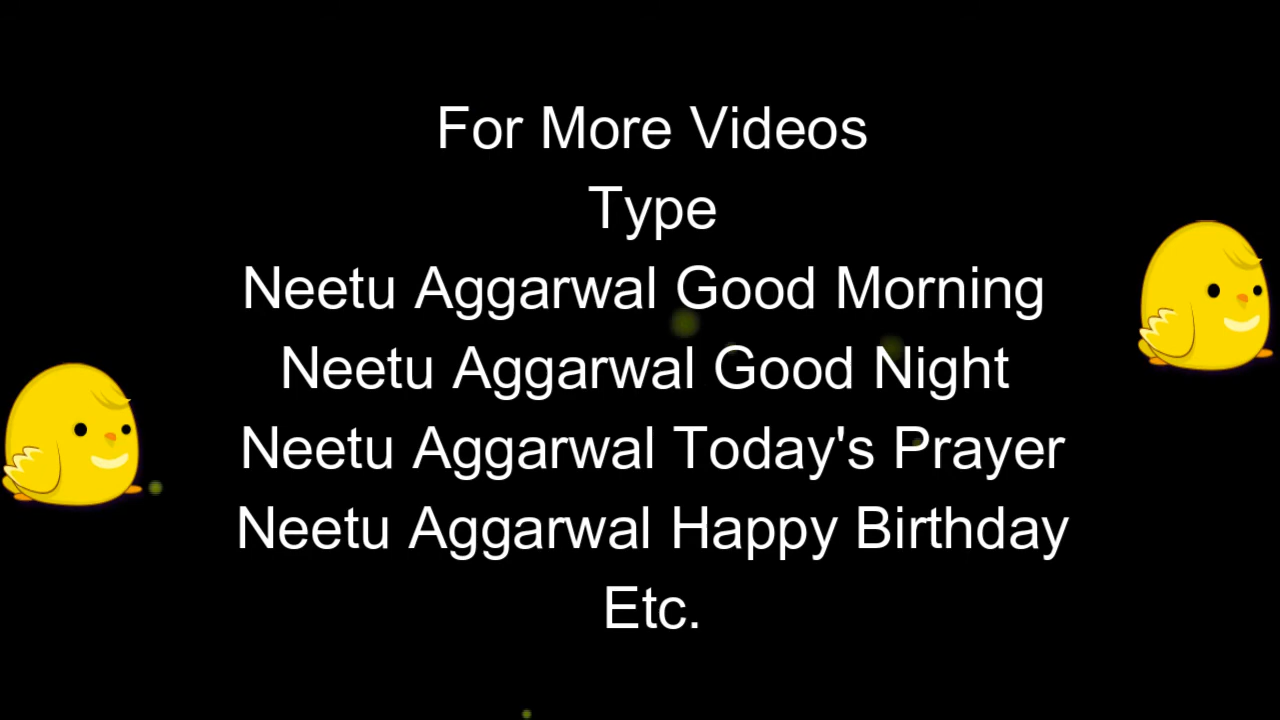 For More Videos
Type
Neetu Aggarwal Good Morning
Neetu Aggarwal Good Night
Neetu Aggarwal Today's Prayer
Neetu Aggarwal Happy Birthday
Etc.